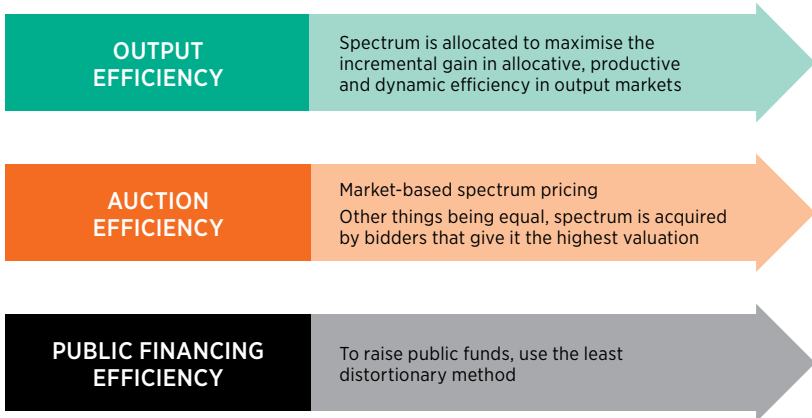 OUTPUT
EFFICIENCY
Spectrum is allocated to maximise the
incremental gain in allocative, productive
and dynamic efficiency in output markets
AUCTION
EFFICIENCY
Market-based spectrum pricing
Other things being equal, spectrum is acquired
by bidders that give it the highest valuation
PUBLIC FINANCING
EFFICIENCY
To raise public funds, use the least
distortionary method